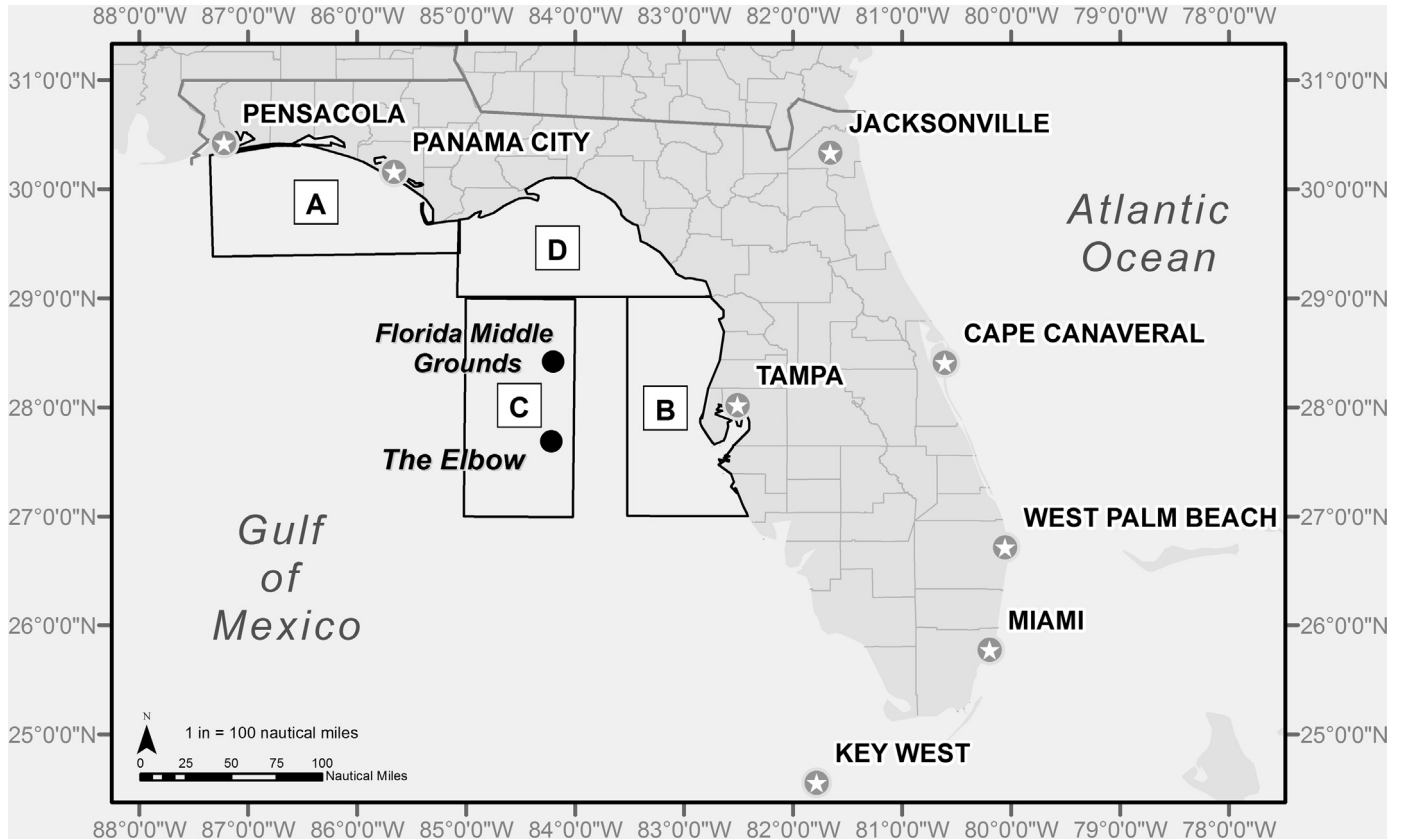 88°0'0"W 87°0'0"W 86°0'0"W 85°0'0"W 84°0'0"W 83°0'0"W 82°0'0"W 81°0'0"W 80°0'0"W 79°0'0"W 78°0'0"W
31°0'0"N 31°0'0"N
PENSACOLA
JACKSONVILLE
PANAMA CITY
30°0'0"N 30°0'0"N
A
Atlantic
Ocean
D
29°0'0"N 29°0'0"N
Florida Middle
Grounds
CAPE CANAVERAL
TAMPA
28°0'0"N 28°0'0"N
C
B
The Elbow
27°0'0"N 27°0'0"N
WEST PALM BEACH
Gulf
of
Mexico
26°0'0"N 26°0'0"N
MIAMI
25°0'0"N 25°0'0"N
N
1 in = 100 nautical miles
0 25 50 75 100
Nautical Miles
KEY WEST
88°0'0"W 87°0'0"W 86°0'0"W 85°0'0"W 84°0'0"W 83°0'0"W 82°0'0"W 81°0'0"W 80°0'0"W 79°0'0"W 78°0'0"W